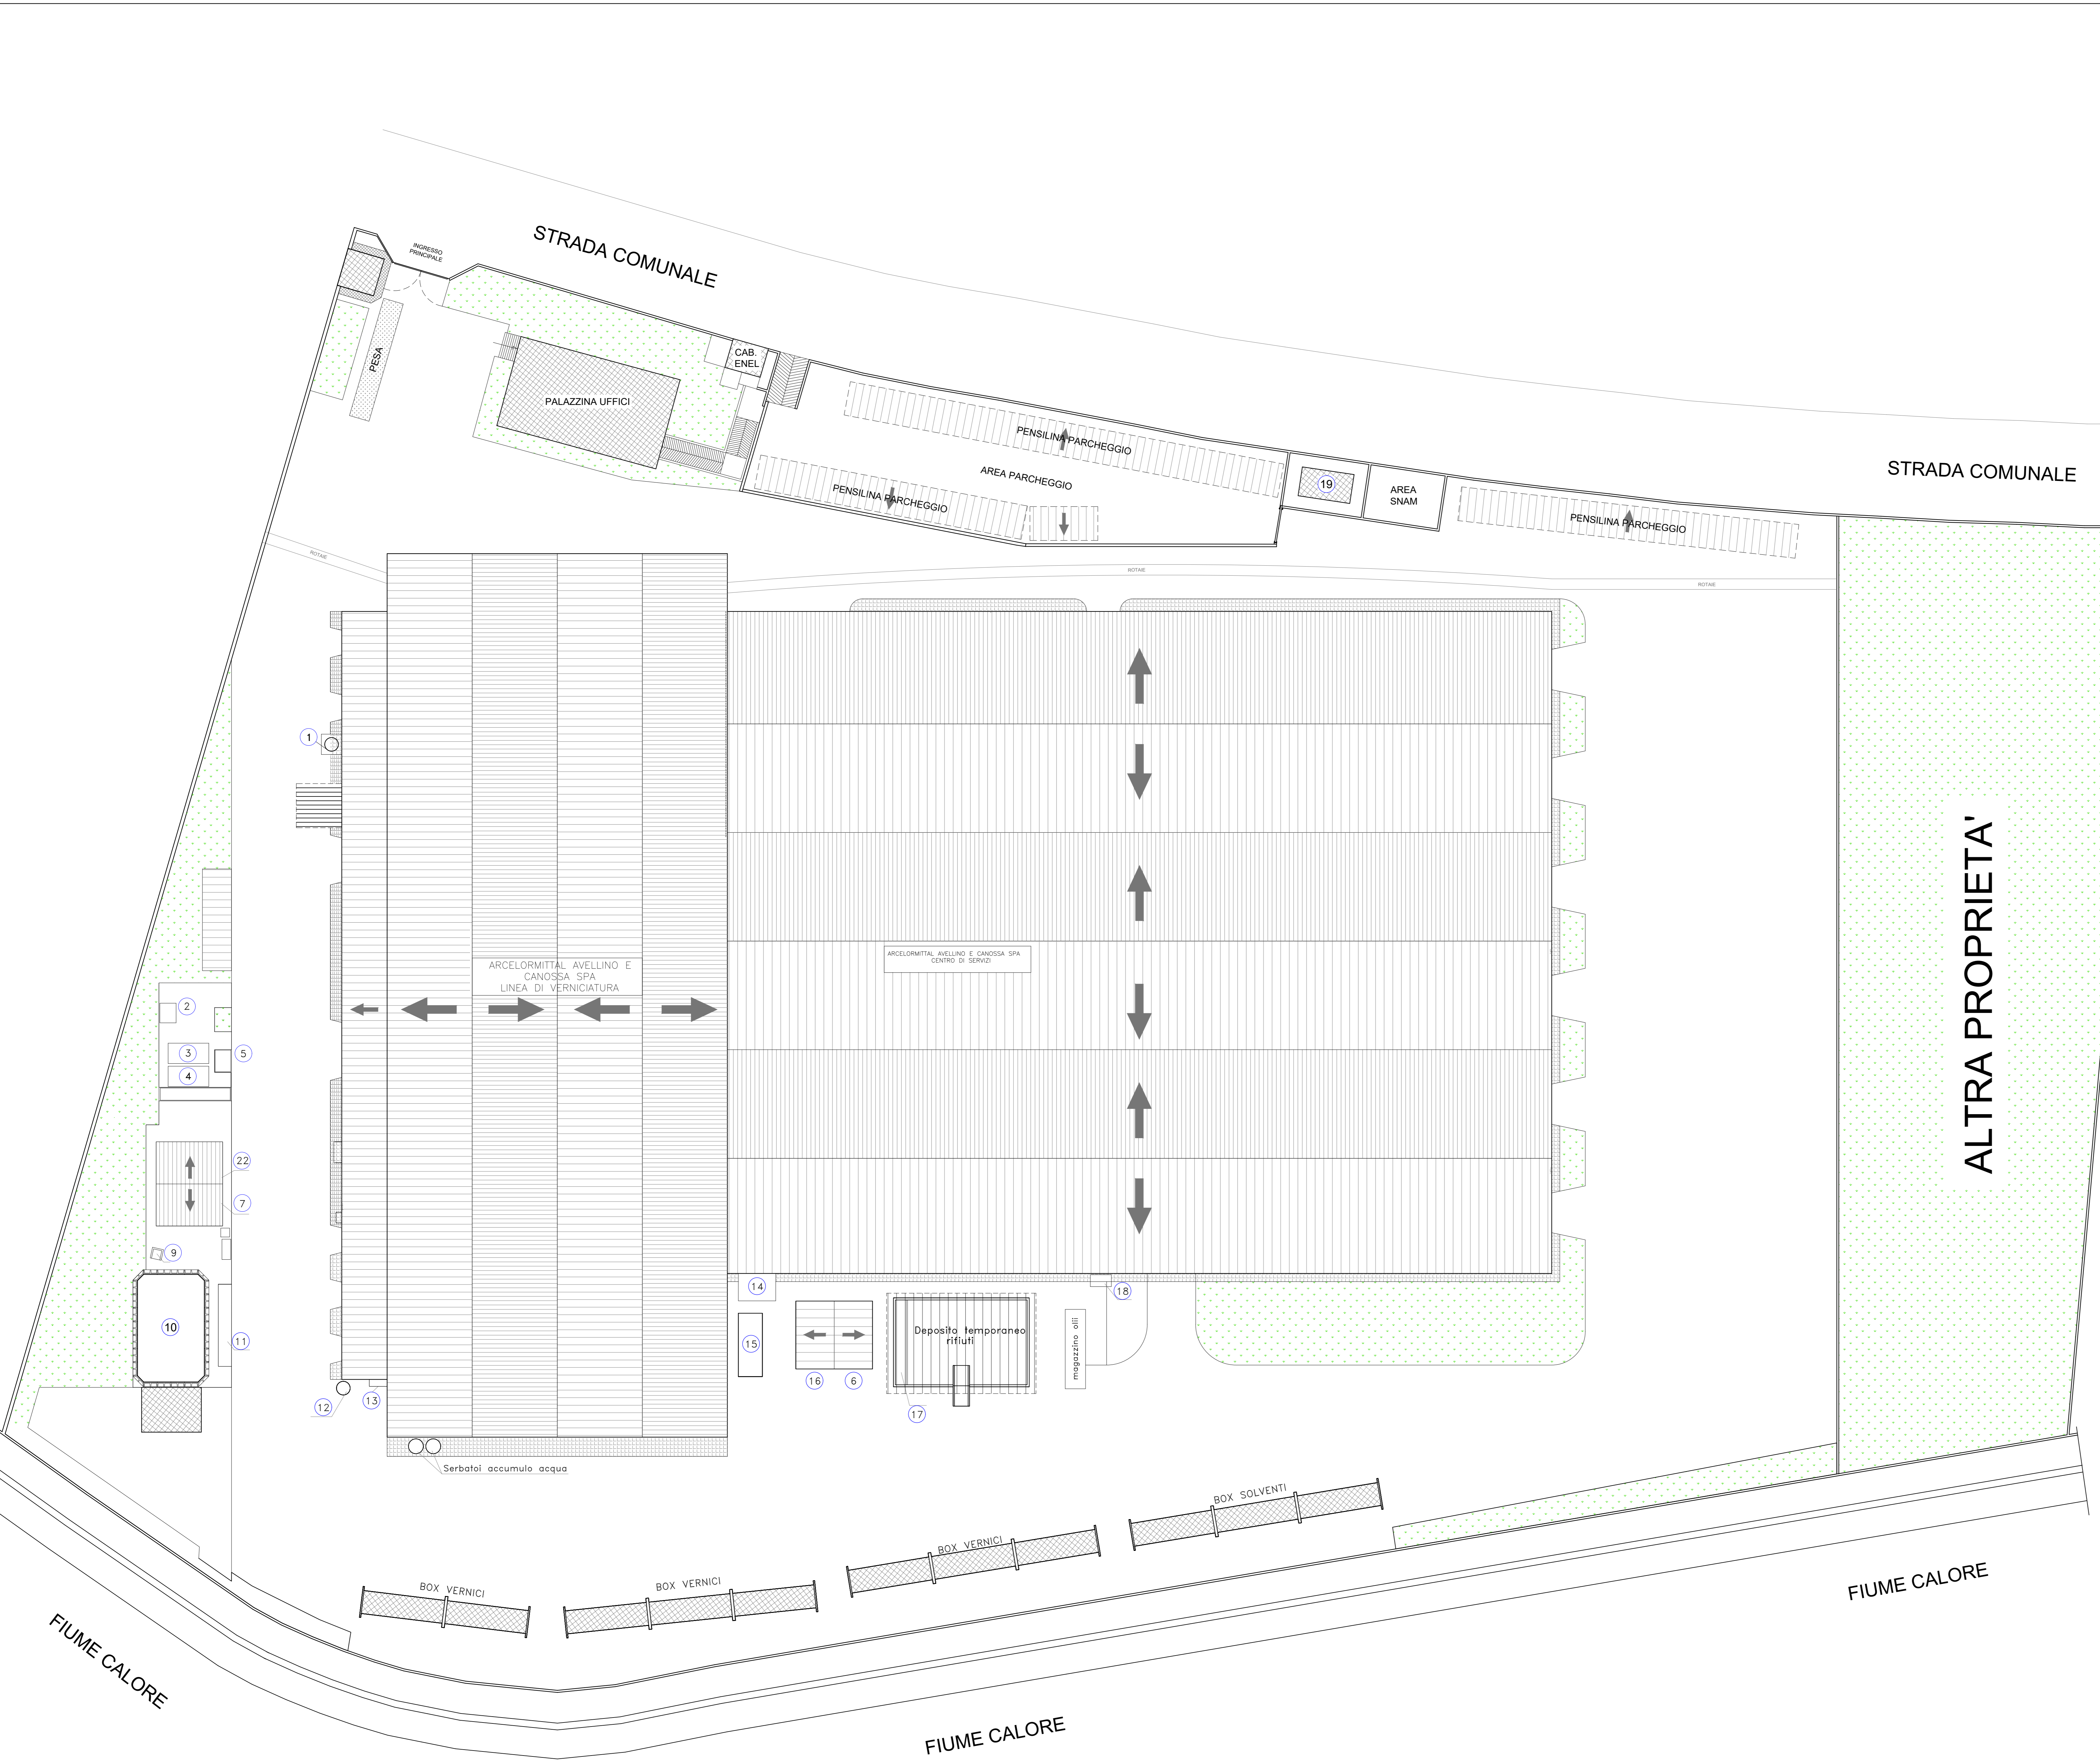 STRADA COMUNALE
INGRESSO
PRINCIPALE
PESA
CAB.
ENEL
PALAZZINA UFFICI
PENSILINA PARCHEGGIO
AREA PARCHEGGIO
PENSILINA PARCHEGGIO
19
AREA
SNAM
PENSILINA PARCHEGGIO
STRADA COMUNALE
ROTAIE
ROTAIE
ROTAIE
1
ARCELORMITTAL AVELLINO E
CANOSSA SPA
LINEA DI VERNICIATURA
ARCELORMITTAL AVELLINO E CANOSSA SPA
CENTRO DI SERVIZI
ALTRA PROPRIETA'
2
3
5
4
22
7
9
10
11
12
13
14
15
16
6
Deposito temporaneo
rifiuti
17
magazzino olii
18
Serbatoi accumulo acqua
BOX SOLVENTI
BOX VERNICI
BOX VERNICI
BOX VERNICI
FIUME CALORE
FIUME CALORE
FIUME CALORE